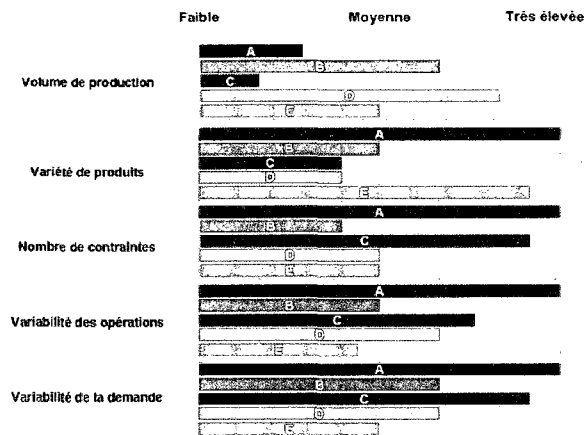 Faible Moyenne Très élevée
A
B
Volume de production
C
D
E
A
B
Variété de produits
C
D
E
A
B
Nombre de contraintes
C
D
E
A
B
Variabilité des opérations
C
D
E
A
B
Variabilité de la demande
C
D
E